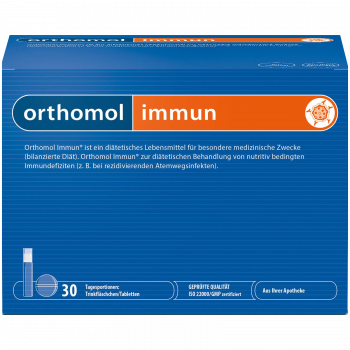 orthomol immun
Orthomol Immun® ist ein diätetisches Lebensmittel für besondere medizinische Zwecke
(bilanzierte Diät). Orthomol Immun® zur diätetischen Behandlung von nutritiv bedingten
Immundefiziten (z. B. bei rezidivierenden Atemwegsinfekten).
30 Tagesportionen:
Trinkfläschchen/Tabletten
GEPRÜFTE QUALITÄT
ISO 22000/GMP zertifiziert
Aus Ihrer Apotheke